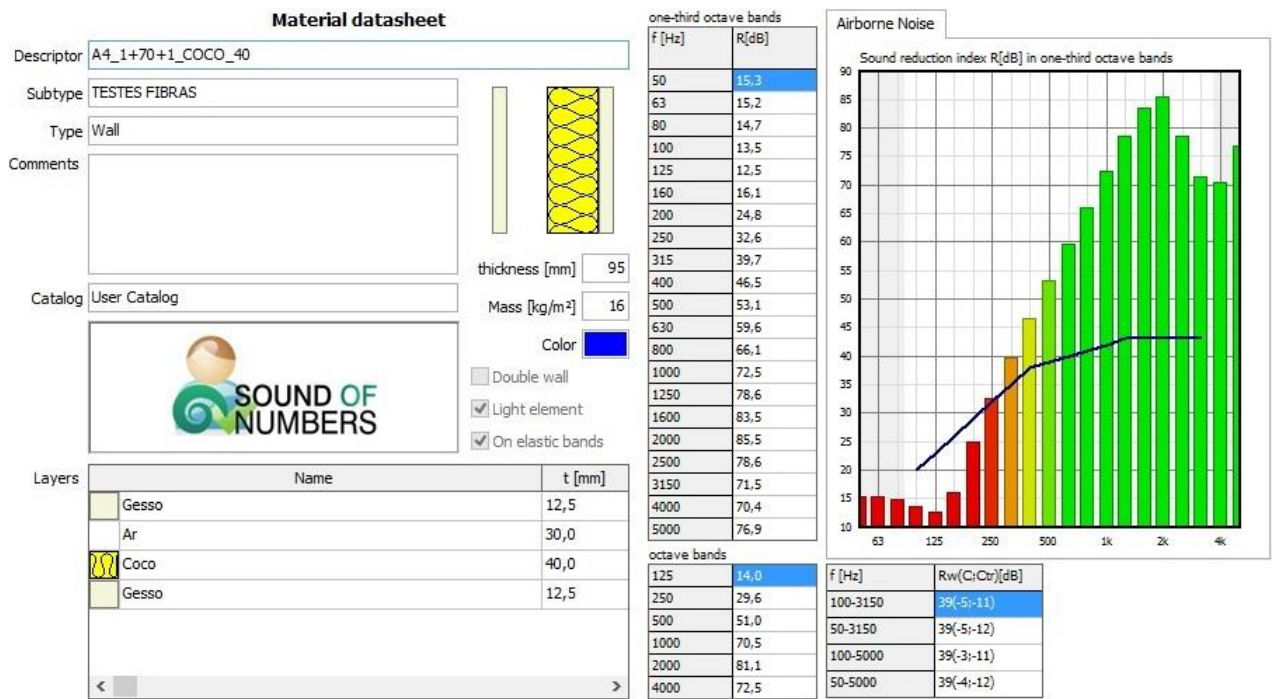 Material datasheet
Descriptor A4_1+70+1_COCO_40
Subtype TESTES FIBRAS
Type Wall
Comments
thickness [mm] 95
Catalog User Catalog
Mass [kg/m²] 16
Color
SOUND OF
NUMBERS
Double wall
Light element
On elastic bands
Layers Name t [mm]
Gesso 12,5
Ar 30,0
Coco 40,0
Gesso 12,5
< >
one-third octave bands
f [Hz] R[dB]
50 15,3
63 15,2
80 14,7
100 13,5
125 12,5
160 16,1
200 24,8
250 32,6
315 39,7
400 46,5
500 53,1
630 59,6
800 66,1
1000 72,5
1250 78,6
1600 83,5
2000 85,5
2500 78,6
3150 71,5
4000 70,4
5000 76,9
octave bands
125 14,0
250 29,6
500 51,0
1000 70,5
2000 81,1
4000 72,5
Airborne Noise
Sound reduction index R[dB] in one-third octave bands
90
85
80
75
70
65
60
55
50
45
40
35
30
25
20
15
10
63 125 250 500 1k 2k 4k
f [Hz] Rw(C;Ctr)[dB]
100-3150 39(-5;-11)
50-3150 39(-5;-12)
100-5000 39(-3;-11)
50-5000 39(-4;-12)